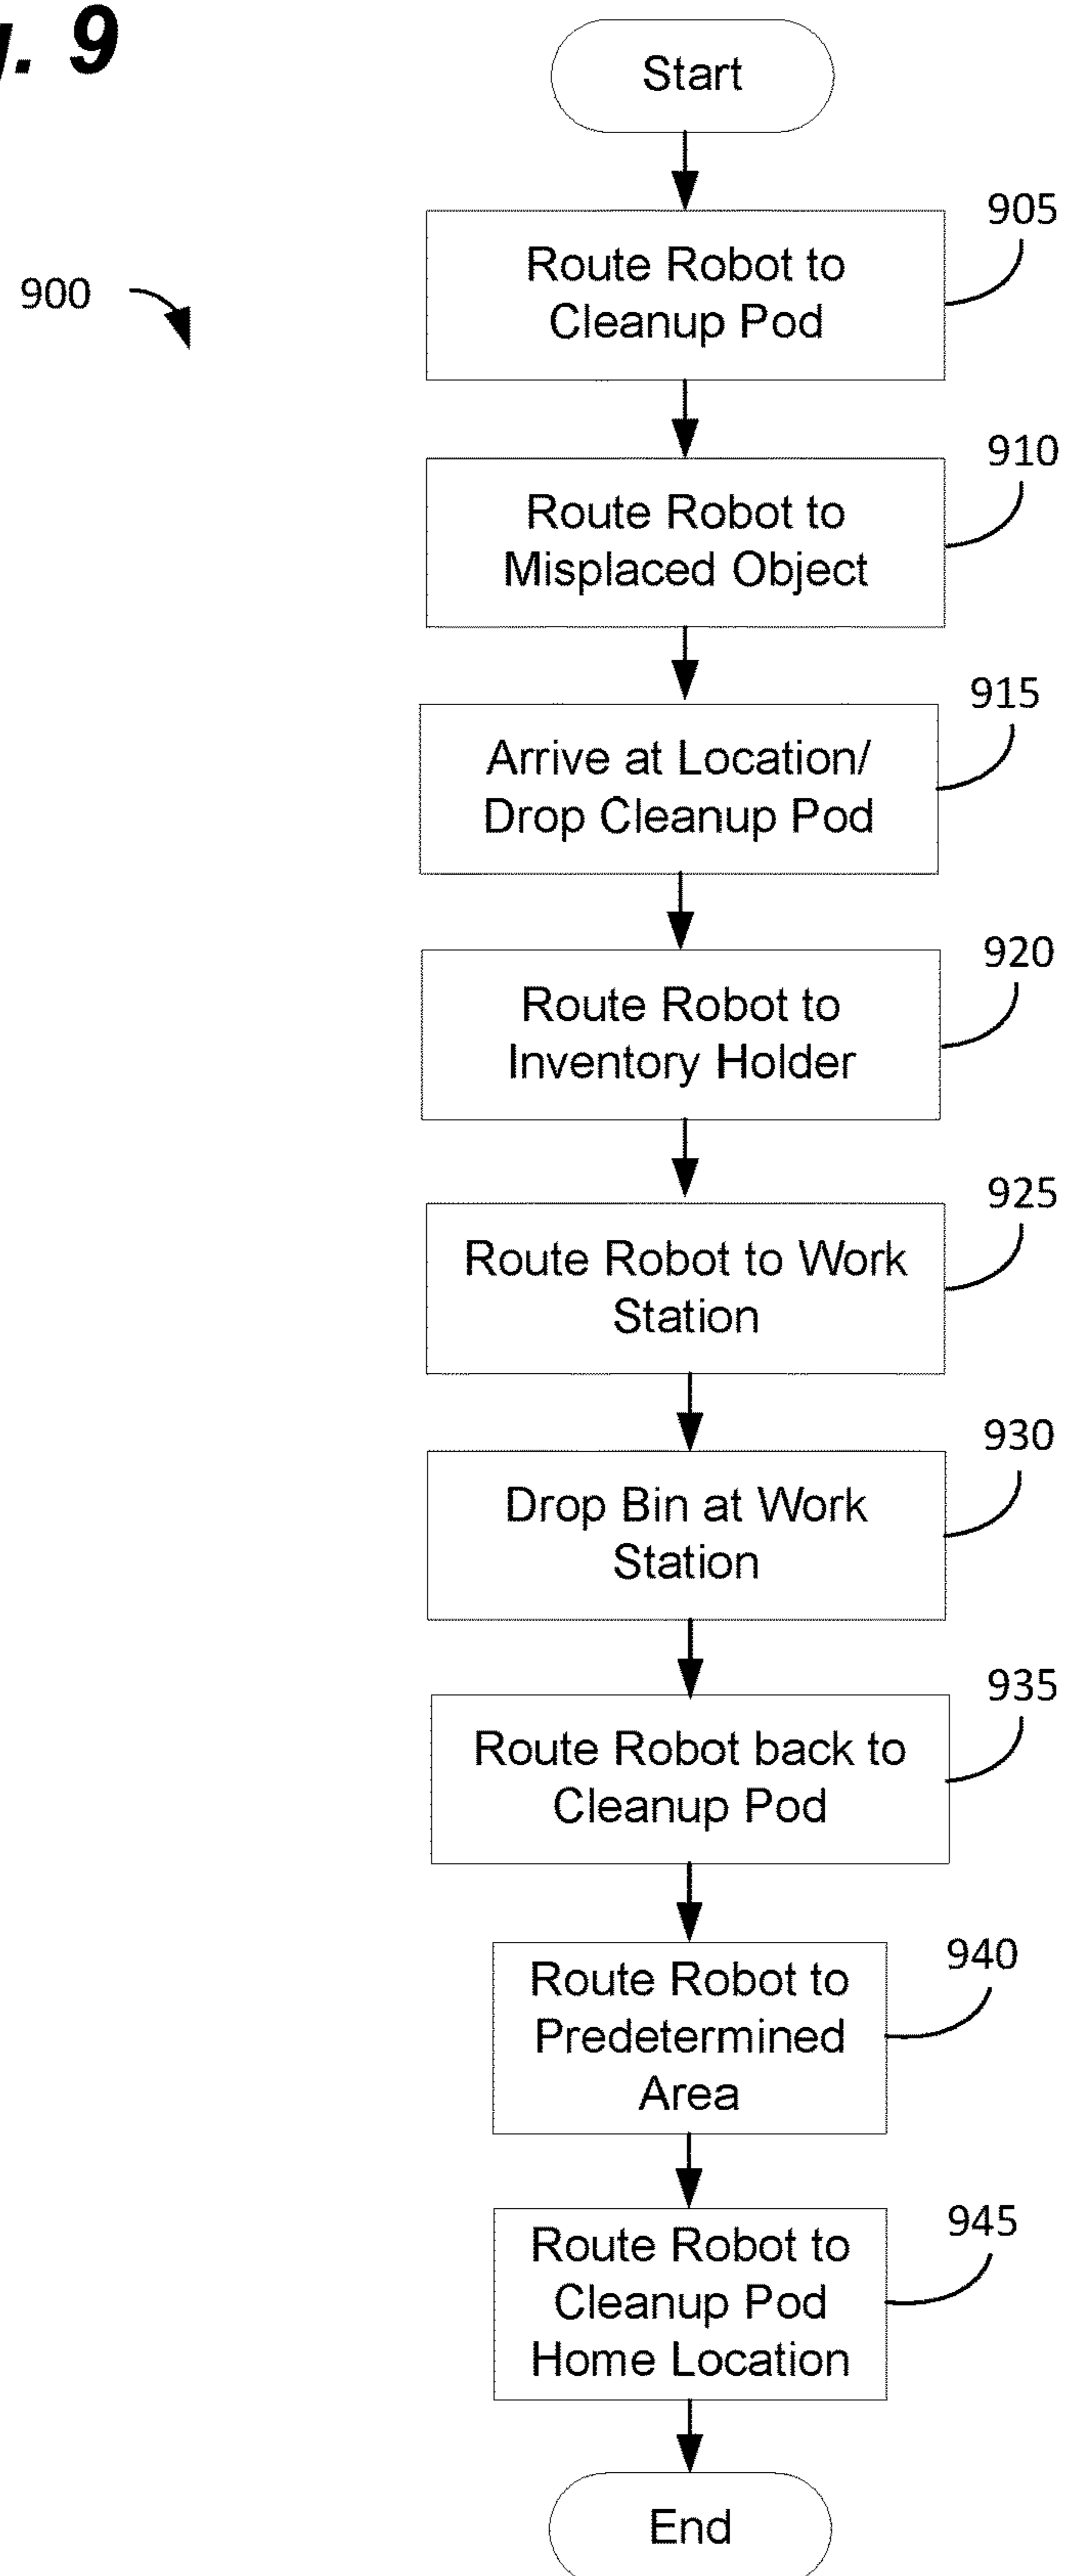 . 9
Start
905
Route Robot to
Cleanup Pod
900
910
Route Robot to
Misplaced Object
915
Arrive at Location/
Drop Cleanup Pod
920
Route Robot to
Inventory Holder
925
Route Robot to Work
Station
930
Drop Bin at Work
Station
935
Route Robot back to
Cleanup Pod
940
Route Robot to
Predetermined
Area
945
Route Robot to
Cleanup Pod
Home Location
End